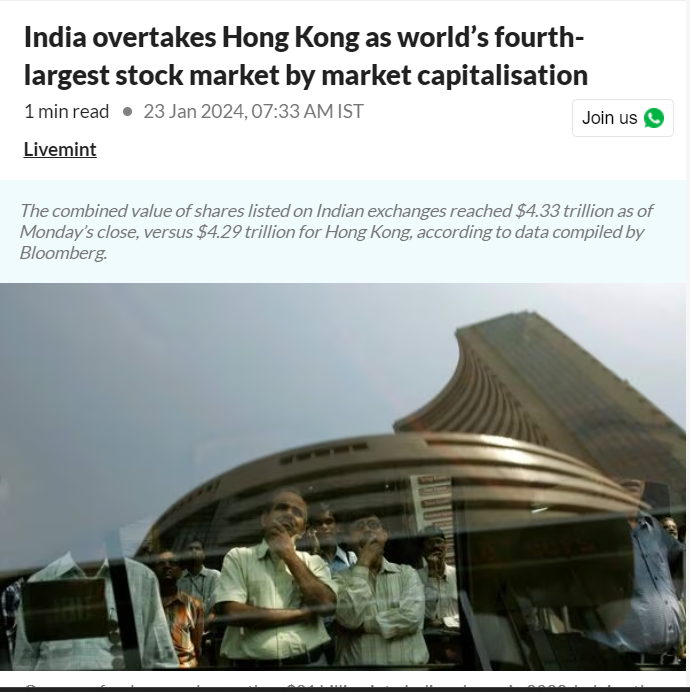 India overtakes Hong Kong as world's fourth-
largest stock market by market capitalisation
1 min read ● 23 Jan 2024, 07:33 AM IST
Join us
Livemint
The combined value of shares listed on Indian exchanges reached $4.33 trillion as of
Monday's close, versus $4.29 trillion for Hong Kong, according to data compiled by
Bloomberg.